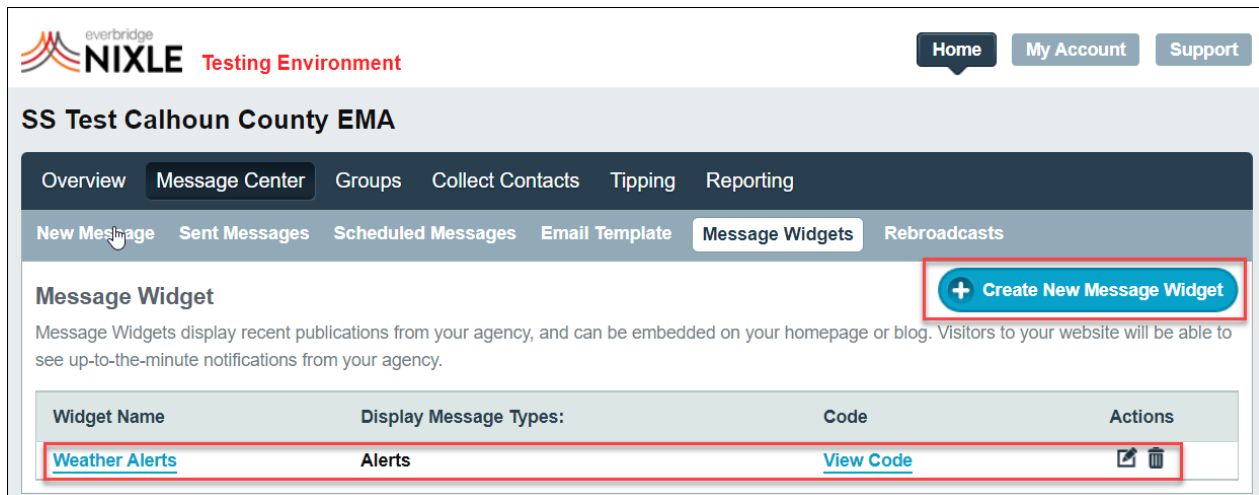 everbridge
NIXLE Testing Environment
Home My Account Support
SS Test Calhoun County EMA
Overview Message Center Groups Collect Contacts Tipping Reporting
New Message Sent Messages Scheduled Messages Email Template Message Widgets Rebroadcasts
Create New Message Widget
Message Widget
Message Widgets display recent publications from your agency, and can be embedded on your homepage or blog. Visitors to your website will be able to
see up-to-the-minute notifications from your agency.
Widget Name Display Message Types: Code Actions
Weather Alerts Alerts View Code